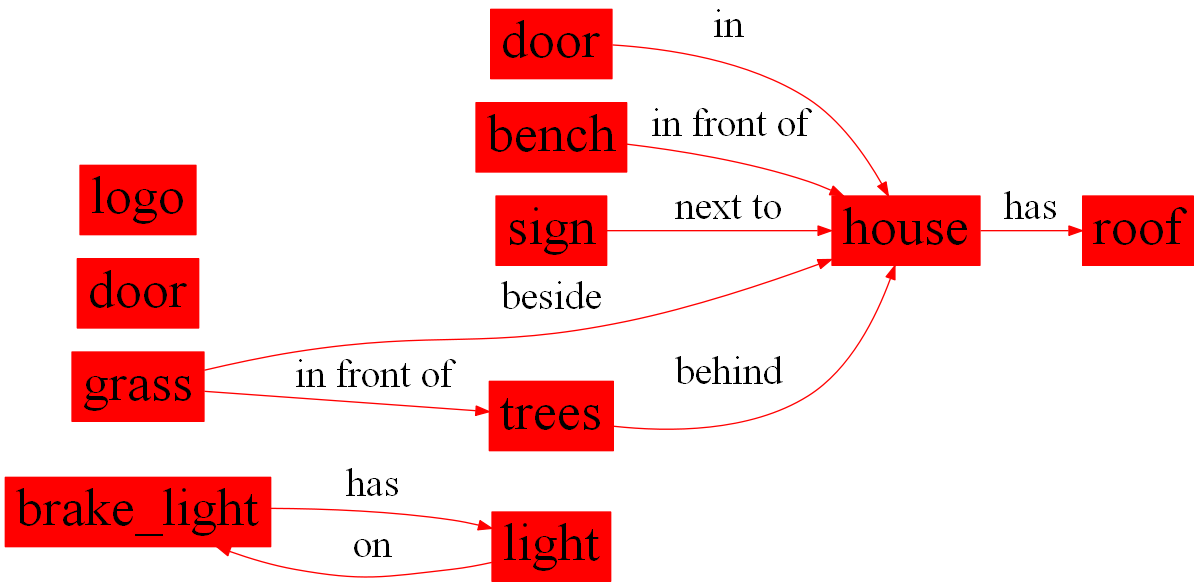 door
in
bench
in front of
logo
sign
next to
house
has
roof
door
beside
grass
in front of
trees
behind
brake_light
has
light
on